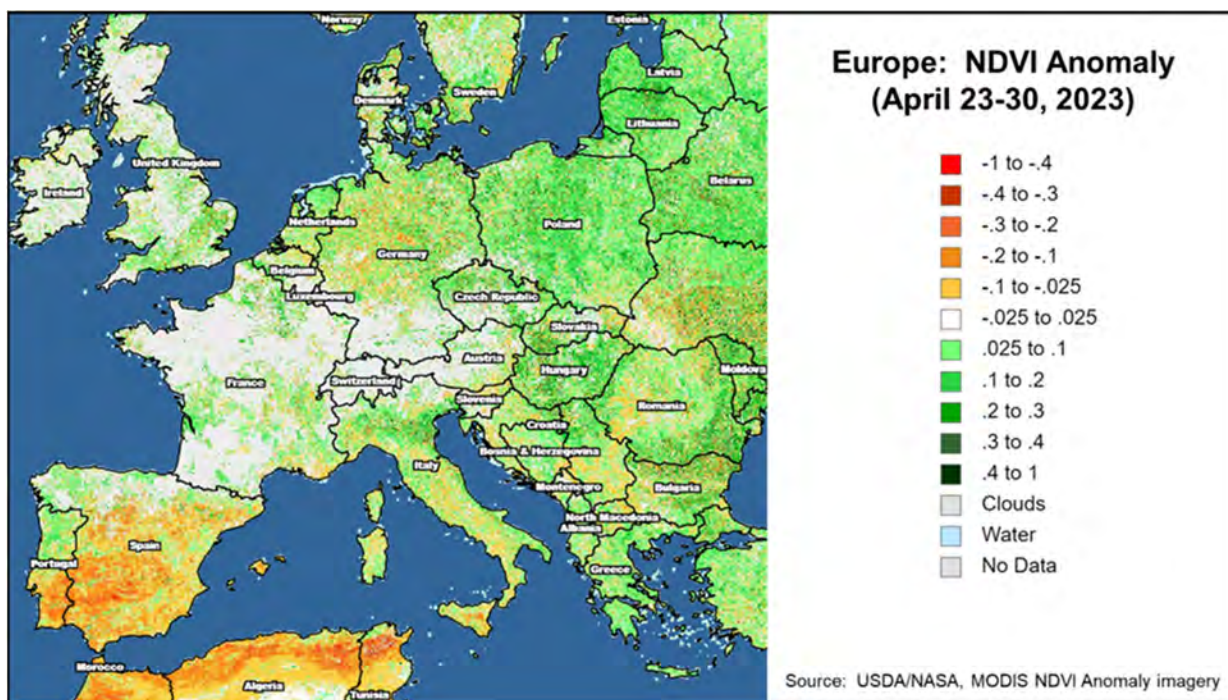 Europe: NDVI Anomaly
(April 23-30, 2023)
-1 to -.4
-.4 to -.3
-.3 to -.2
-.2 to -.1
-.1 to -.025
-.025 to .025
.025 to .1
.1 to .2
.2 to .3
.3 to .4
.4 to 1
Clouds
Water
No Data
Source: USDA/NASA, MODIS NDVI Anomaly imagery
Norway
Estonia
Latvia
Sweden
Denmark
Lithuania
United Kingdom
Ireland
Belarus
Netherlands
Poland
Germany
Belgium
Luxembourg
Czech Republic
Slovakia
Austria
France
Switzerland
Hungary
Moldova
Slovenia
Romania
Croatia
Italy
Bosnia & Herzegovina
Montenegro
Bulgaria
North Macedonia
Albania
Spain
Portugal
Greece
Morocco
Algeria
Tunisia